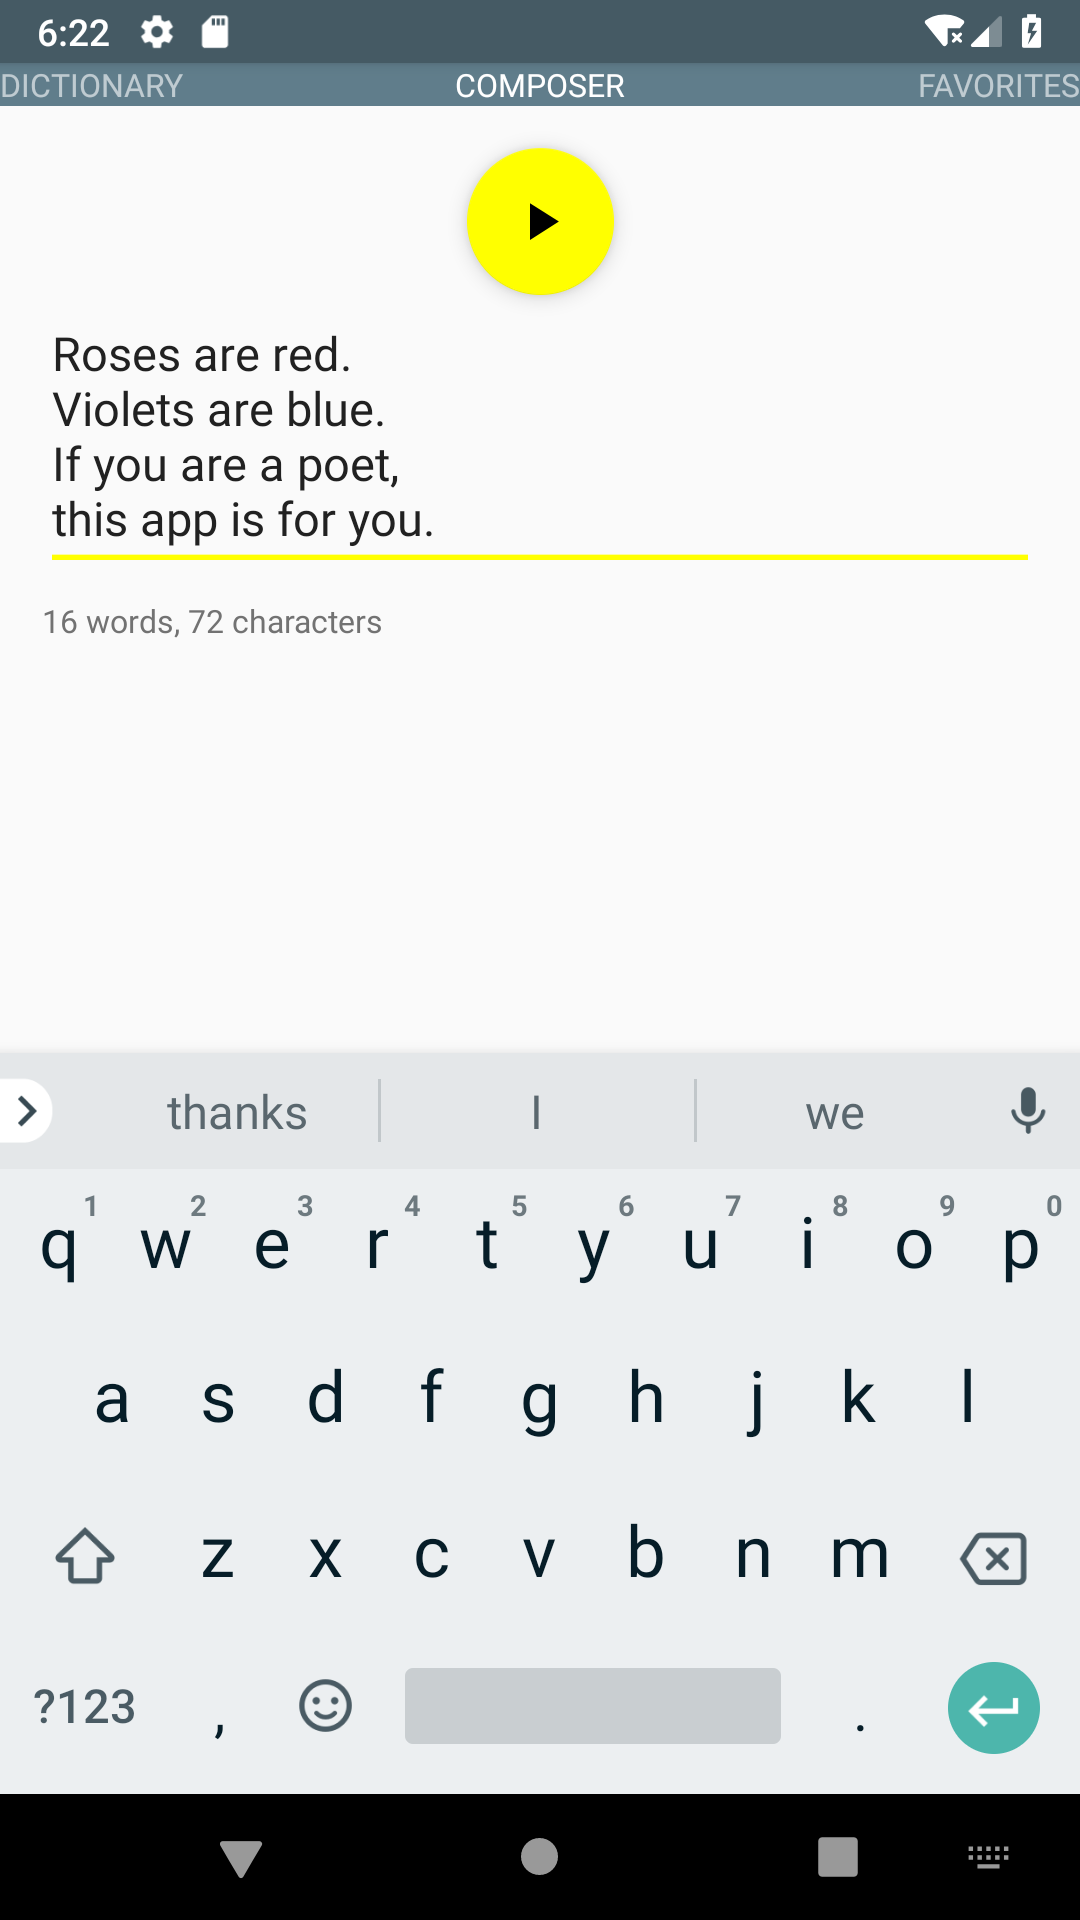 6:22
DICTIONARY COMPOSER FAVORITES
Roses are red.
Violets are blue.
If you are a poet,
this app is for you.
16 words, 72 characters
thanks I we
1 2 3 4 5 6 7 8 9 0
q w e r t y u i o p
a s d f g h j k l
z x c v b n m
?123 , .